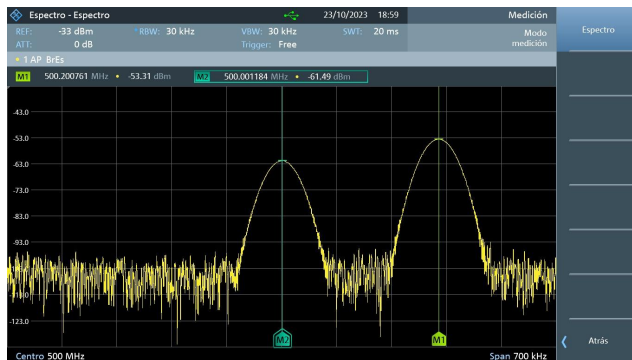 Espectro - Espectro 23/10/2023 18:59 Medición
REF: -33 dBm *RBW: 30 kHz VBW: 30 kHz SWT: 20 ms Modo
ATT: 0 dB Trigger: Free medición
1 AP BrEs
M1 500.200761 MHz • -53.31 dBm M2 500.001184 MHz • -61.49 dBm
-43.0
-53.0
-63.0
-73.0
-83.0
-93.0
-113.0
-123.0
M2 M1
Centro 500 MHz Span 700 kHz
Espectro
Atrás